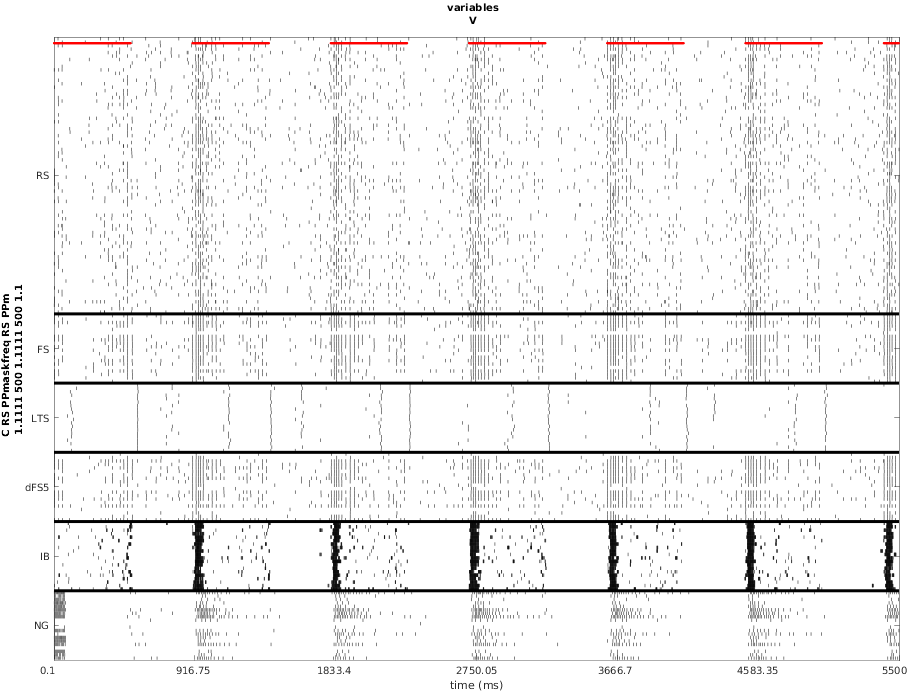 variables
V
C RS PPmaskfreq RS PPm
1.1111 500 1.1111 500 1.1
RS
FS
LTS
dFS5
IB
NG
0.1 916.75 1833.4 2750.05 3666.7 4583.35 5500
time (ms)